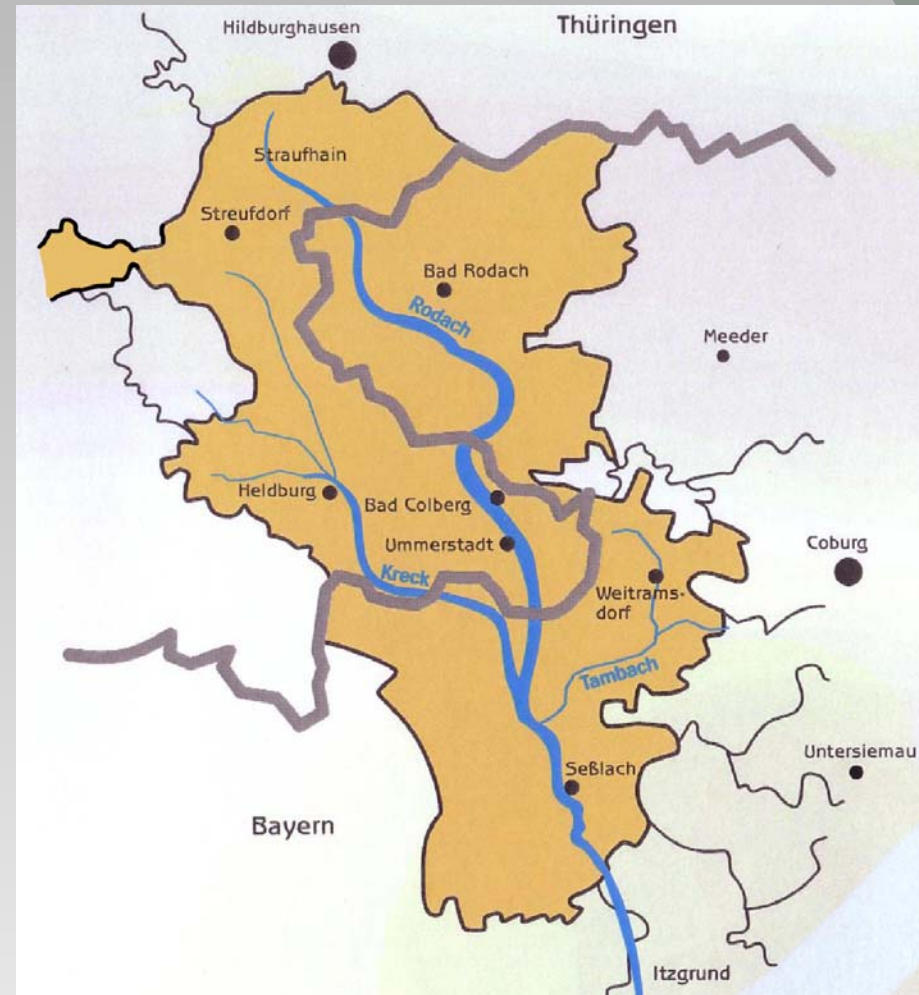 Hildburghausen
Thüringen
Straufhain
Streufdorf
Bad Rodach
Rodach
Meeder
Heldburg
Bad Colberg
Ummerstadt
Coburg
Kreck
Weitrams-
dorf
Tambach
Untersiemau
Seßlach
Bayern
Itzgrund